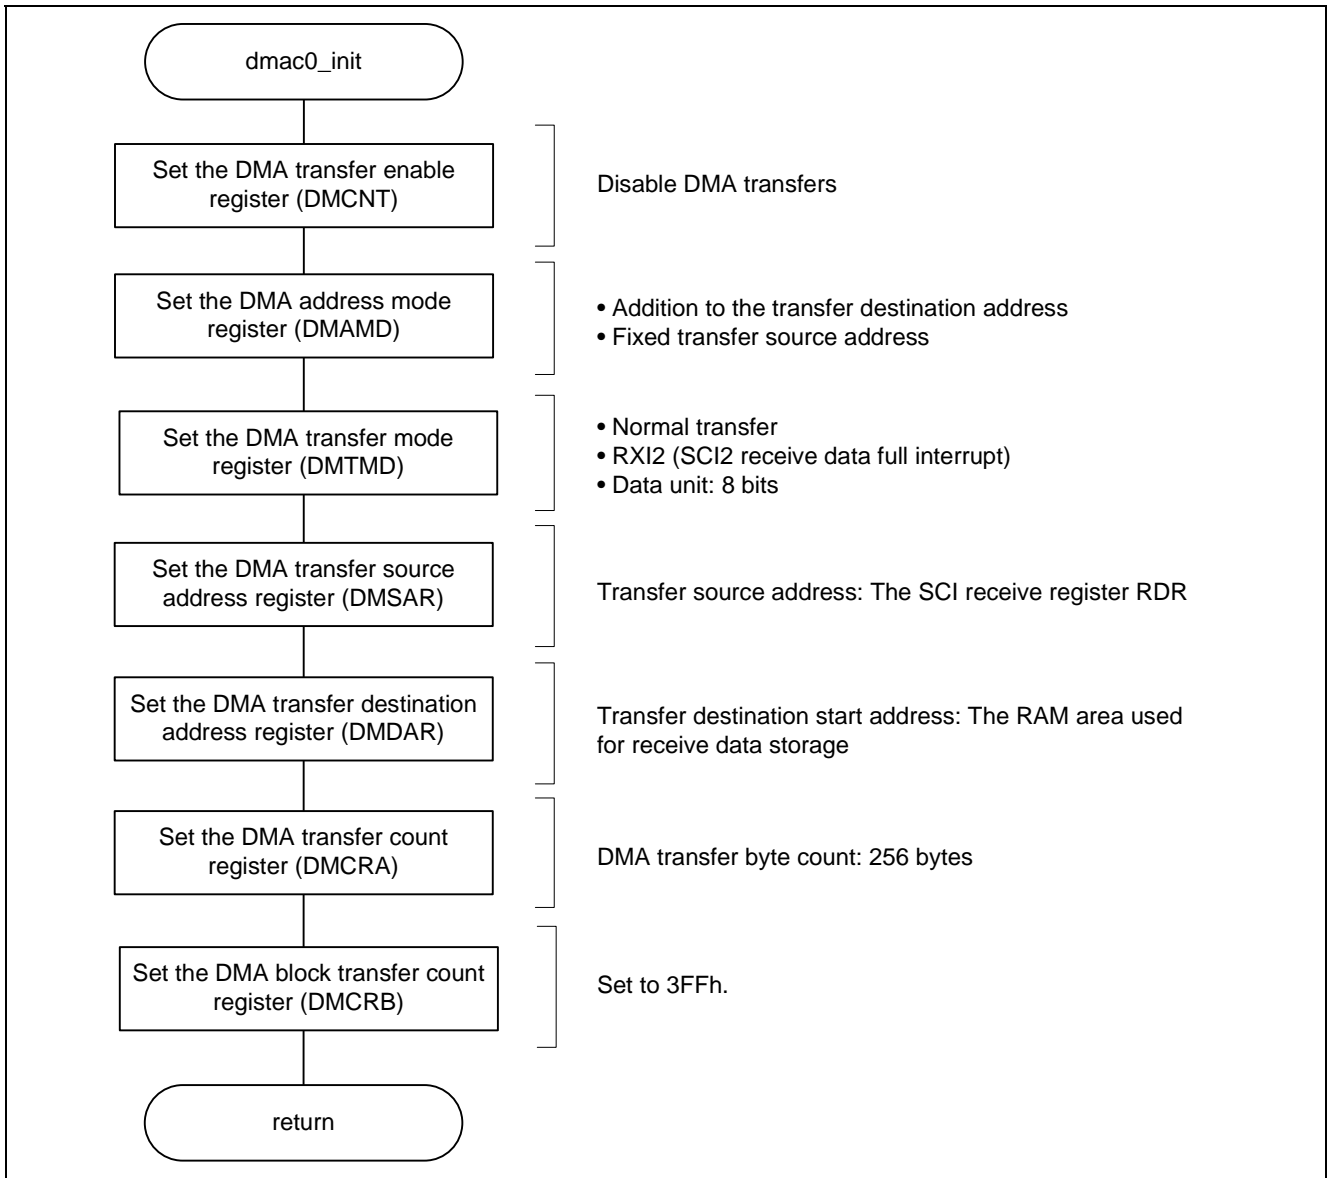 dmac0_init
Set the DMA transfer enable
register (DMCNT)
Disable DMA transfers
Set the DMA address mode
register (DMAMD)
• Addition to the transfer destination address
• Fixed transfer source address
Set the DMA transfer mode
register (DMTMD)
• Normal transfer
• RXI2 (SCI2 receive data full interrupt)
• Data unit: 8 bits
Set the DMA transfer source
address register (DMSAR)
Transfer source address: The SCI receive register RDR
Set the DMA transfer destination
address register (DMDAR)
Transfer destination start address: The RAM area used
for receive data storage
Set the DMA transfer count
register (DMCRA)
DMA transfer byte count: 256 bytes
Set the DMA block transfer count
register (DMCRB)
Set to 3FFh.
return